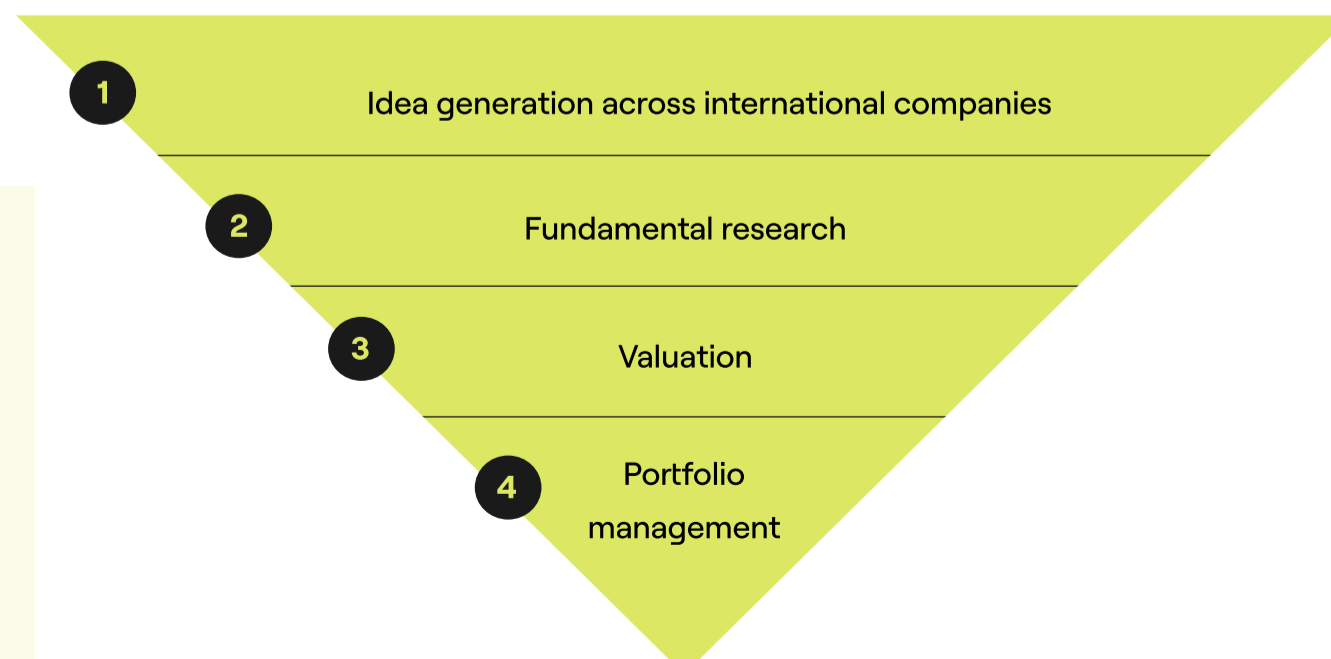 1
Idea generation across international companies
2
Fundamental research
3
Valuation
4
Portfolio
management